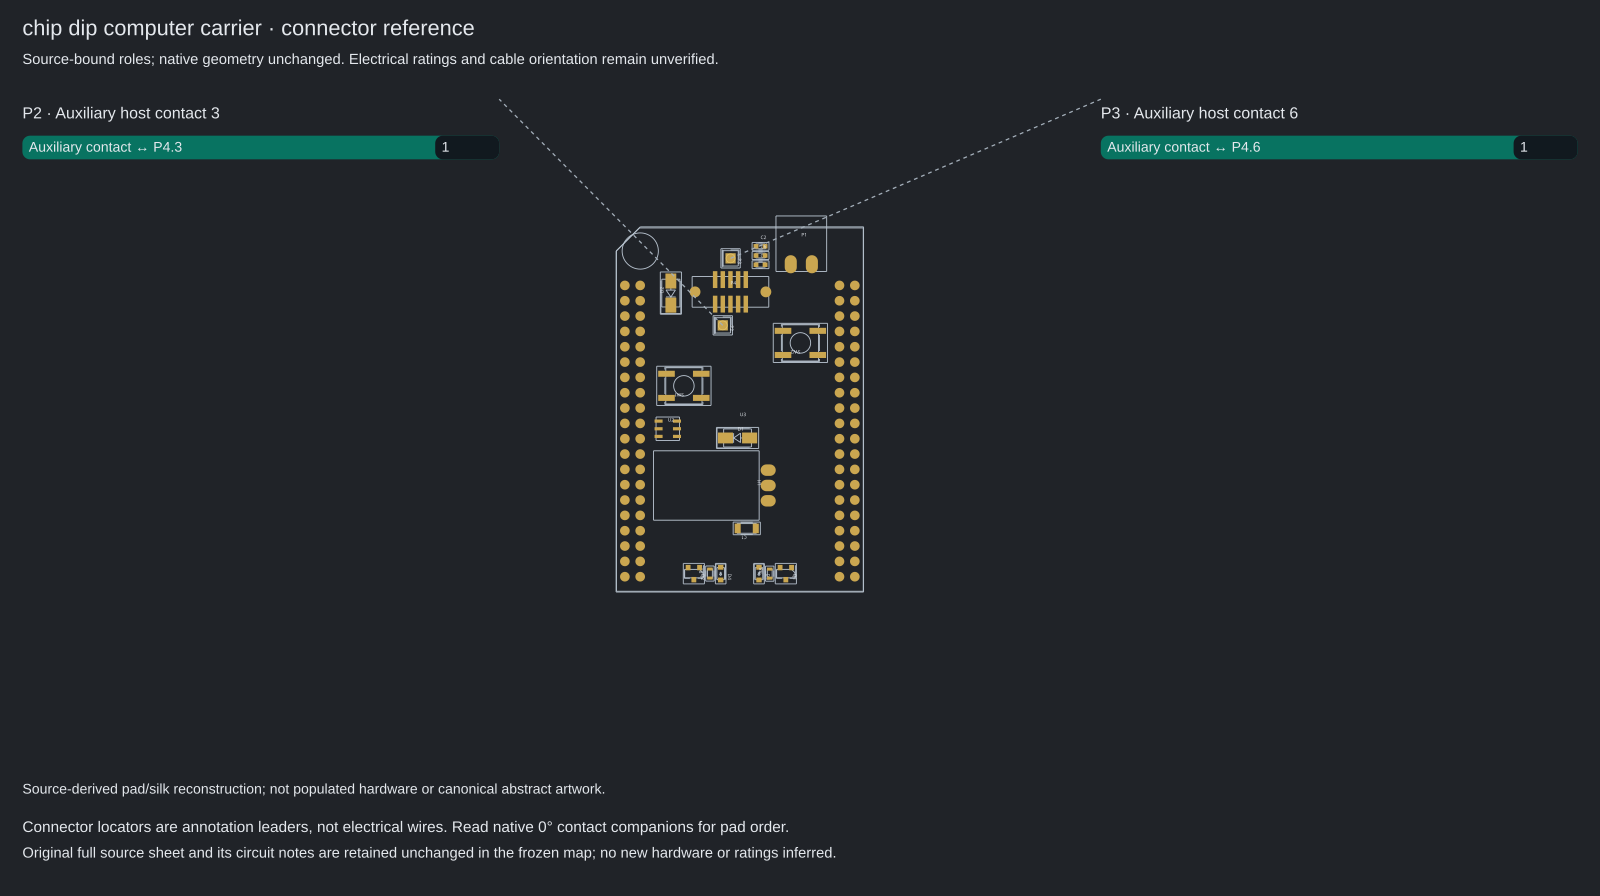 chip dip computer carrier · connector reference
Source-bound roles; native geometry unchanged. Electrical ratings and cable orientation remain unverified.
P2 · Auxiliary host contact 3
Auxiliary contact ↔ P4.3 1
P3 · Auxiliary host contact 6
Auxiliary contact ↔ P4.6 1
C2
P1
U3
Source-derived pad/silk reconstruction; not populated hardware or canonical abstract artwork.
Connector locators are annotation leaders, not electrical wires. Read native 0° contact companions for pad order.
Original full source sheet and its circuit notes are retained unchanged in the frozen map; no new hardware or ratings inferred.